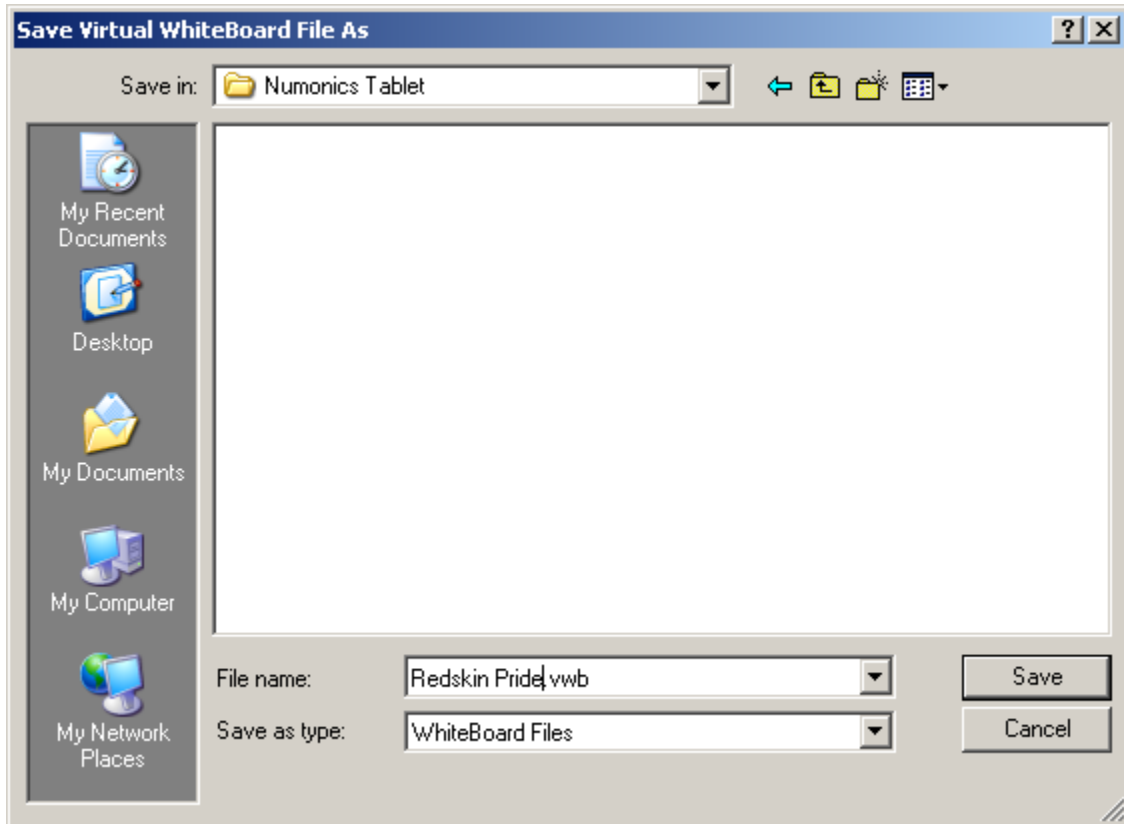 Save Virtual WhiteBoard File As
Save in:
Numonics Tablet
My Recent
Documents
Desktop
My Documents
My Computer
My Network
Places
File name:
Redskin Pride.vwb
Save
Save as type:
WhiteBoard Files
Cancel